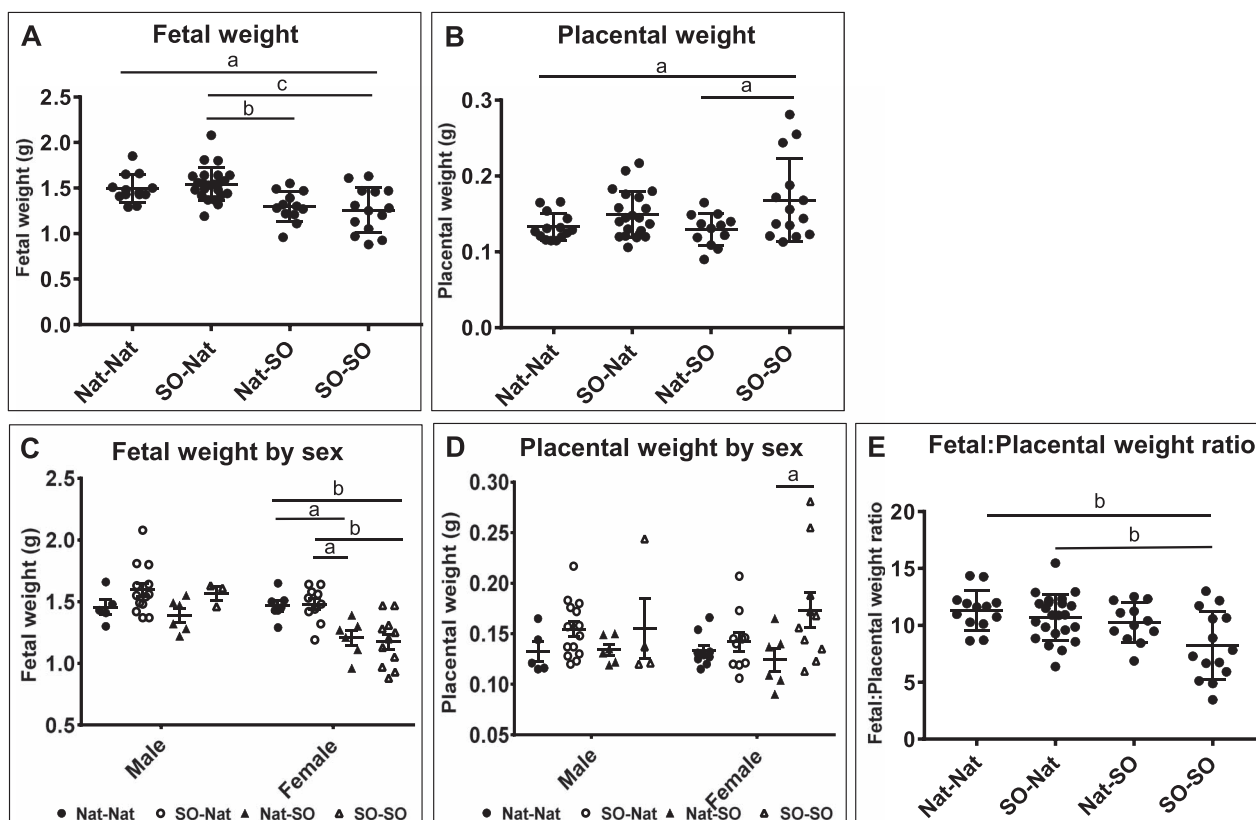 A Fetal weight
a
c
b
Fetal weight (g)
2.5
2.0
1.5
1.0
0.5
0.0
Nat-Nat
SO-Nat
Nat-SO
SO-SO
B Placental weight
a
a
Placental weight (g)
0.3
0.2
0.1
0.0
Nat-Nat
SO-Nat
Nat-SO
SO-SO
C Fetal weight by sex
b
a
b
a
Fetal weight (g)
2.5
2.0
1.5
1.0
0.5
Male
Female
Nat-Nat SO-Nat Nat-SO SO-SO
D Placental weight by sex
a
Placental weight (g)
0.30
0.25
0.20
0.15
0.10
0.05
Male
Female
Nat-Nat SO-Nat Nat-SO SO-SO
E Fetal:Placental weight ratio
b
b
Fetal:Placental weight ratio
20
15
10
5
0
Nat-Nat
SO-Nat
Nat-SO
SO-SO